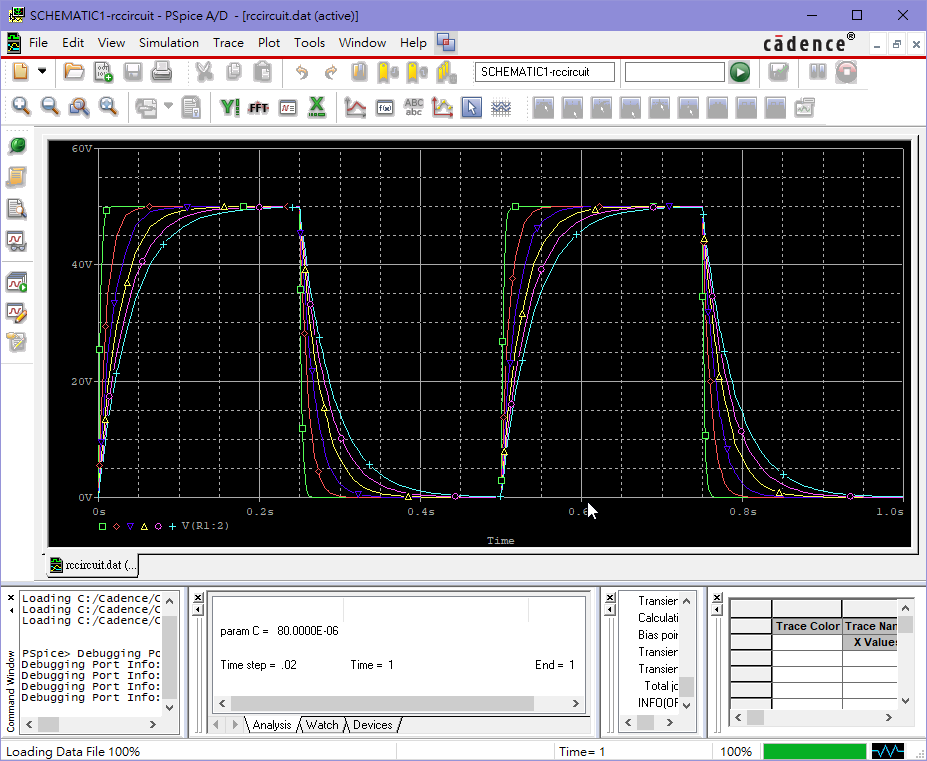 SCHEMATIC1-rccircuit - PSpice A/D - [rccircuit.dat (active)]
File Edit View Simulation Trace Plot Tools Window Help
cādence®
SCHEMATIC1-rccircuit
Y! FFT f(x) ABC abc
60V
40V
20V
0V
0s 0.2s 0.4s 0.6s 0.8s 1.0s
V(R1:2)
Time
rccircuit.dat (...
Command Window
Loading C:/Cadence/C
Loading C:/Cadence/C
Loading C:/Cadence/C
PSpice> Debugging Po
Debugging Port Info:
Debugging Port Info:
Debugging Port Info:
Debugging Port Info:
param C = 80.0000E-06
Time step = .02 Time = 1 End = 1
Analysis Watch Devices
Transien
Calculati
Bias poin
Transien
Transien
Total jo
INFO(OR
Trace Color Trace Nam
X Values
Loading Data File 100% Time= 1 100%